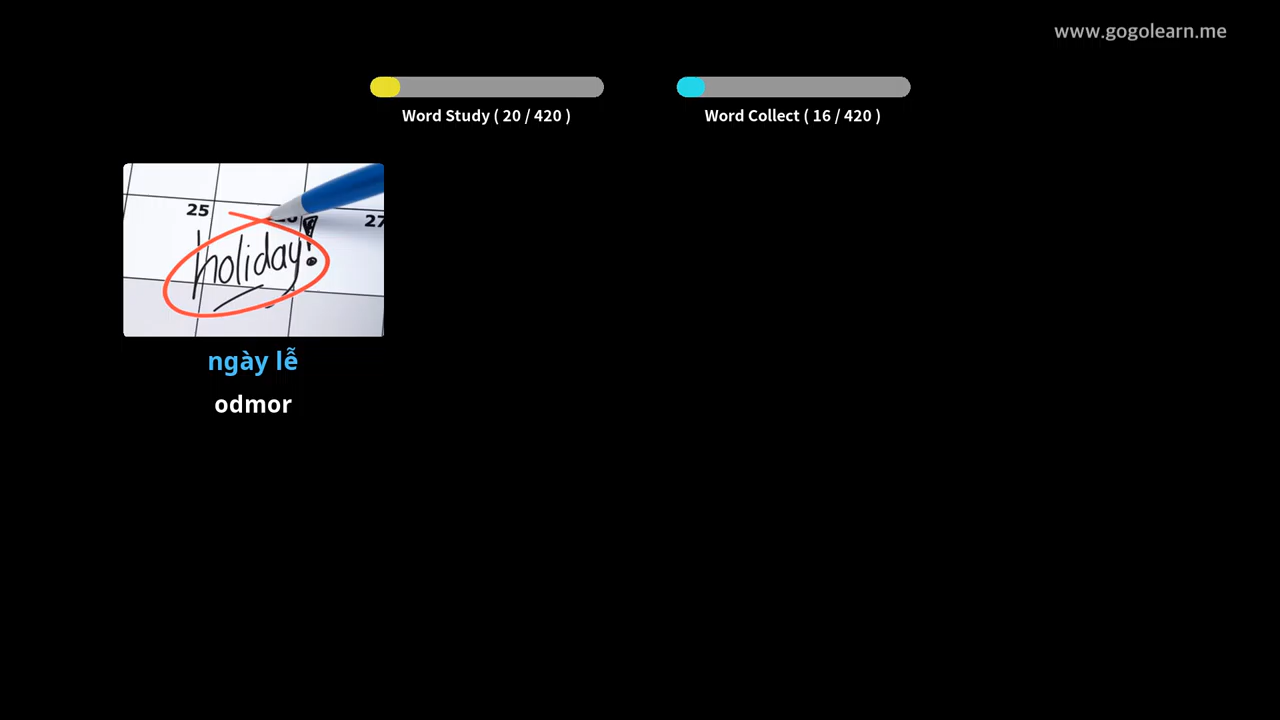 www.gogolearn.me
Word Study ( 20 / 420 )
Word Collect ( 16 / 420 )
25
27
holiday!
ngày lễ
odmor